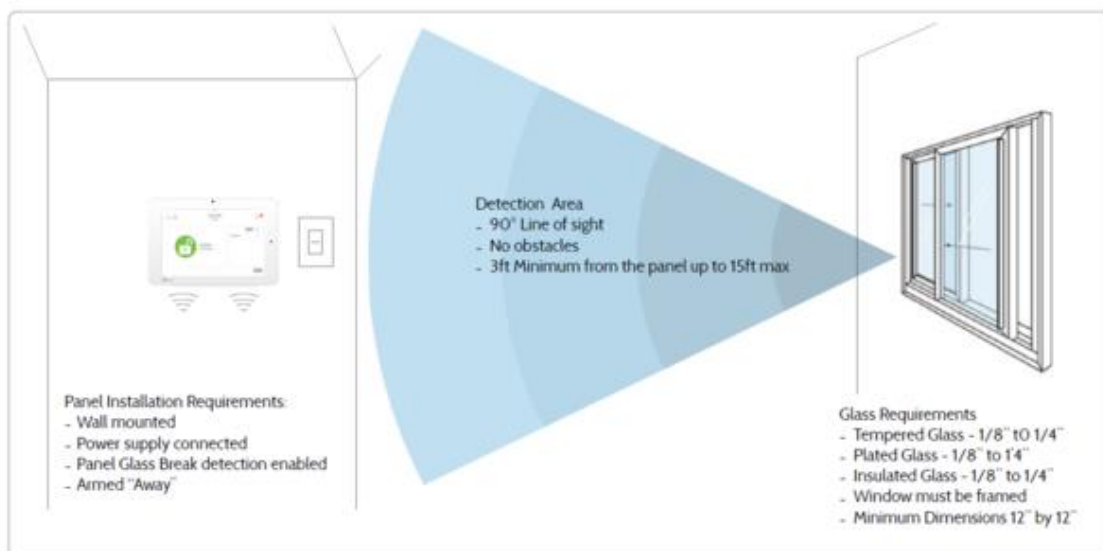 Detection Area
- 90° Line of sight
- No obstacles
- 3ft Minimum from the panel up to 15ft max
Panel Installation Requirements:
- Wall mounted
- Power supply connected
- Panel Glass Break detection enabled
- Armed "Away"
Glass Requirements
- Tempered Glass - 1/8" tO 1/4"
- Plated Glass - 1/8" to 1'4"
- Insulated Glass - 1/8" to 1/4"
- Window must be framed
- Minimum Dimensions 12" by 12"